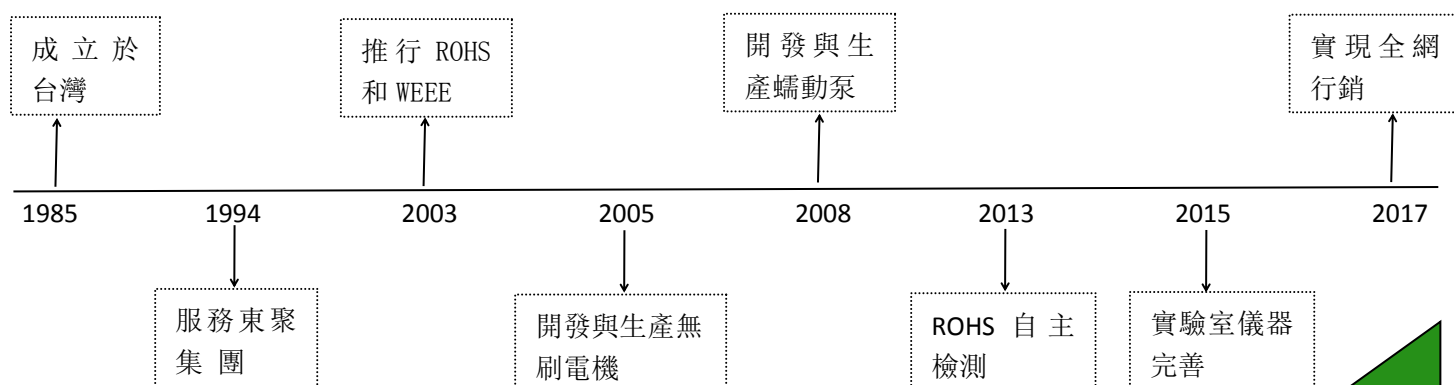 成立於
台灣
推行 ROHS
和 WEEE
開發與生
產蠕動泵
實現全網
行銷
1985
1994
2003
2005
2008
2013
2015
2017
服務東聚
集團
開發與生產無
刷電機
ROHS 自主
檢測
實驗室儀器
完善